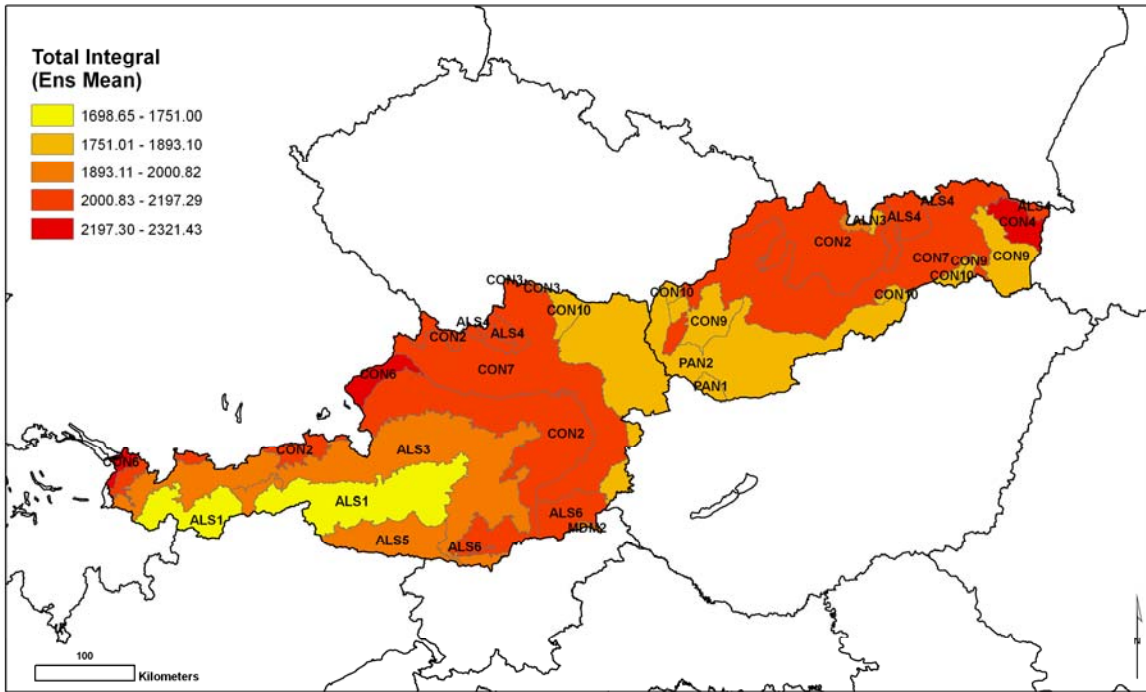 Total Integral
(Ens Mean)
1698.65 - 1751.00
1751.01 - 1893.10
1893.11 - 2000.82
2000.83 - 2197.29
2197.30 - 2321.43
ALS4
ALS4
ALN3
ALS4
CON4
CON2
CON7
CON9
CON9
CON10
CON3
CON3
CON10
CON10
CON10
ALS4
CON2
ALS4
CON9
CON7
PAN2
CON6
PAN1
CON2
ALS3
CON2
CON6
ALS1
ALS1
ALS6
MDM2
ALS5
ALS6
100
Kilometers